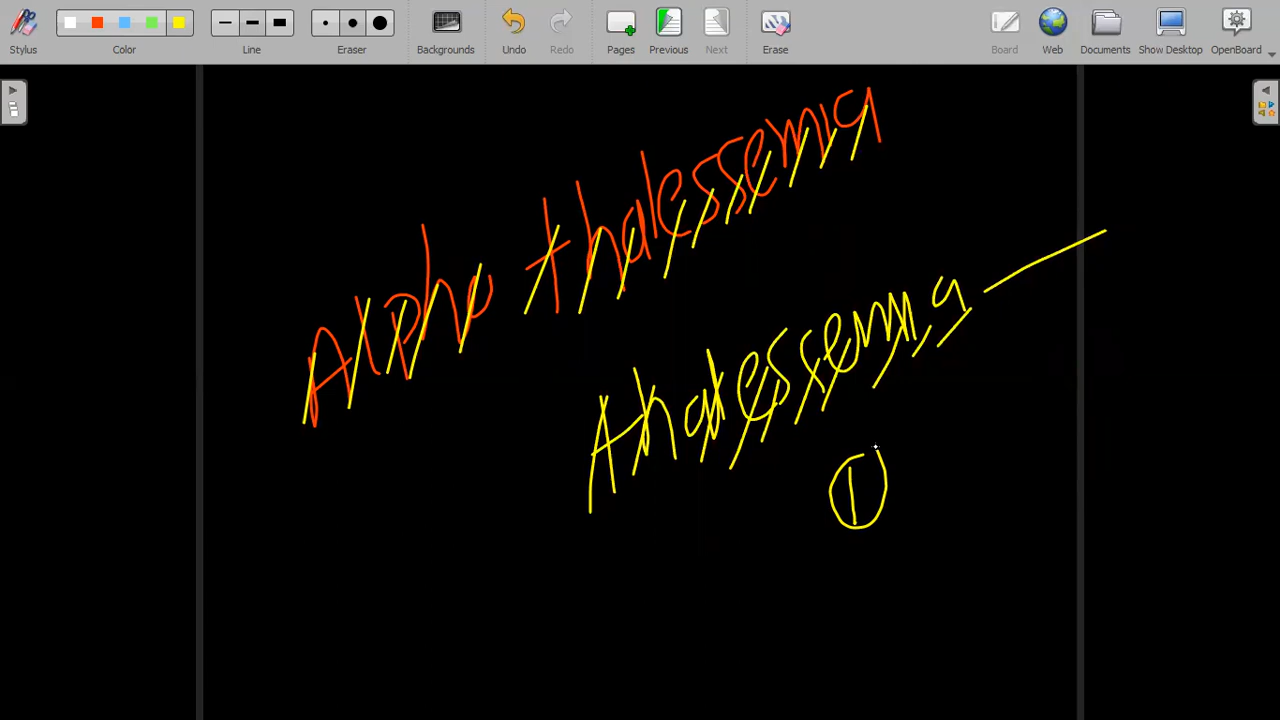 Stylus
Color
Line
Eraser
Backgrounds
Undo
Redo
Pages
Previous
Next
Erase
Board
Web
Documents
Show Desktop
OpenBoard
Alpha thalessemia
thalessemia —
①